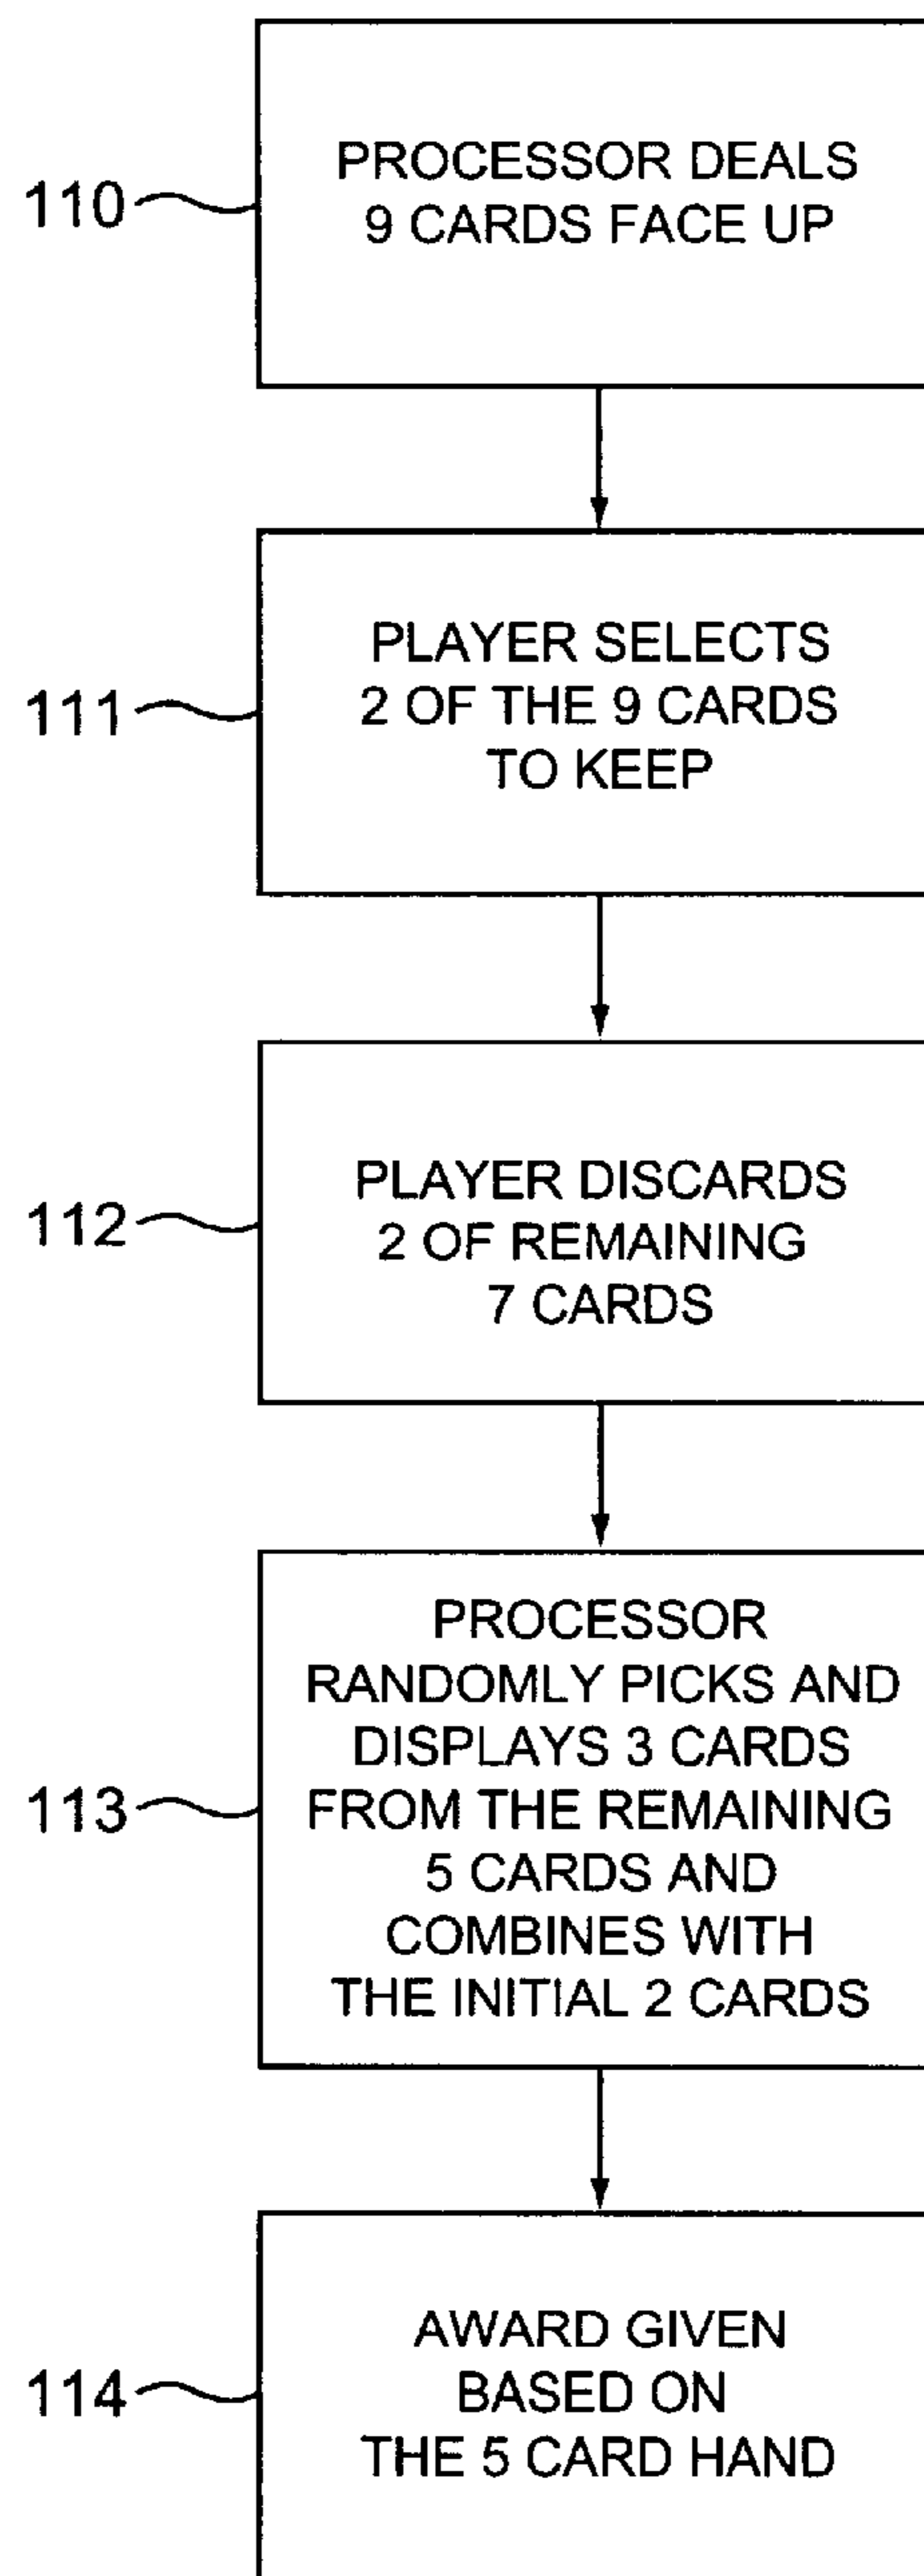 PROCESSOR DEALS
9 CARDS FACE UP
110
PLAYER SELECTS
2 OF THE 9 CARDS
TO KEEP
111
PLAYER DISCARDS
2 OF REMAINING
7 CARDS
112
PROCESSOR
RANDOMLY PICKS AND
DISPLAYS 3 CARDS
FROM THE REMAINING
5 CARDS AND
COMBINES WITH
THE INITIAL 2 CARDS
113
AWARD GIVEN
BASED ON
THE 5 CARD HAND
114